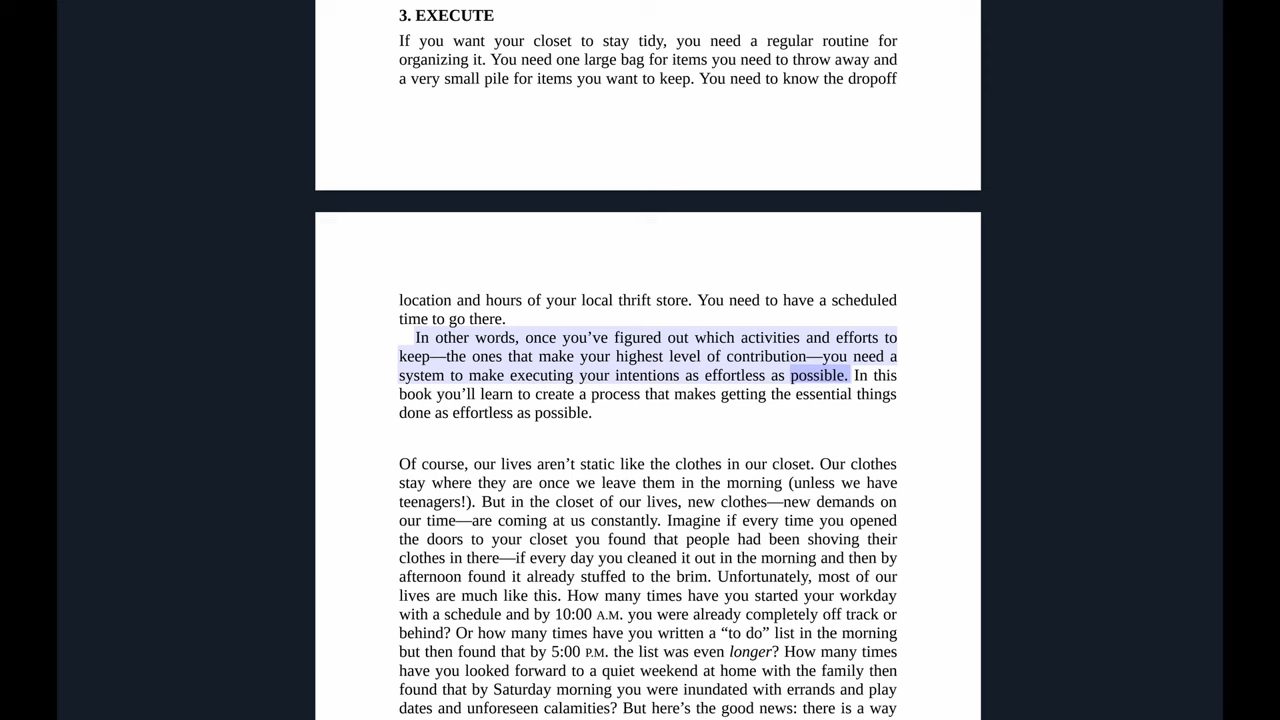 3. EXECUTE
If you want your closet to stay tidy, you need a regular routine for
organizing it. You need one large bag for items you need to throw away and
a very small pile for items you want to keep. You need to know the dropoff
location and hours of your local thrift store. You need to have a scheduled
time to go there.
In other words, once you’ve figured out which activities and efforts to
keep—the ones that make your highest level of contribution—you need a
system to make executing your intentions as effortless as possible. In this
book you’ll learn to create a process that makes getting the essential things
done as effortless as possible.
Of course, our lives aren’t static like the clothes in our closet. Our clothes
stay where they are once we leave them in the morning (unless we have
teenagers!). But in the closet of our lives, new clothes—new demands on
our time—are coming at us constantly. Imagine if every time you opened
the doors to your closet you found that people had been shoving their
clothes in there—if every day you cleaned it out in the morning and then by
afternoon found it already stuffed to the brim. Unfortunately, most of our
lives are much like this. How many times have you started your workday
with a schedule and by 10:00 A.M. you were already completely off track or
behind? Or how many times have you written a “to do” list in the morning
but then found that by 5:00 P.M. the list was even longer? How many times
have you looked forward to a quiet weekend at home with the family then
found that by Saturday morning you were inundated with errands and play
dates and unforeseen calamities? But here’s the good news: there is a way